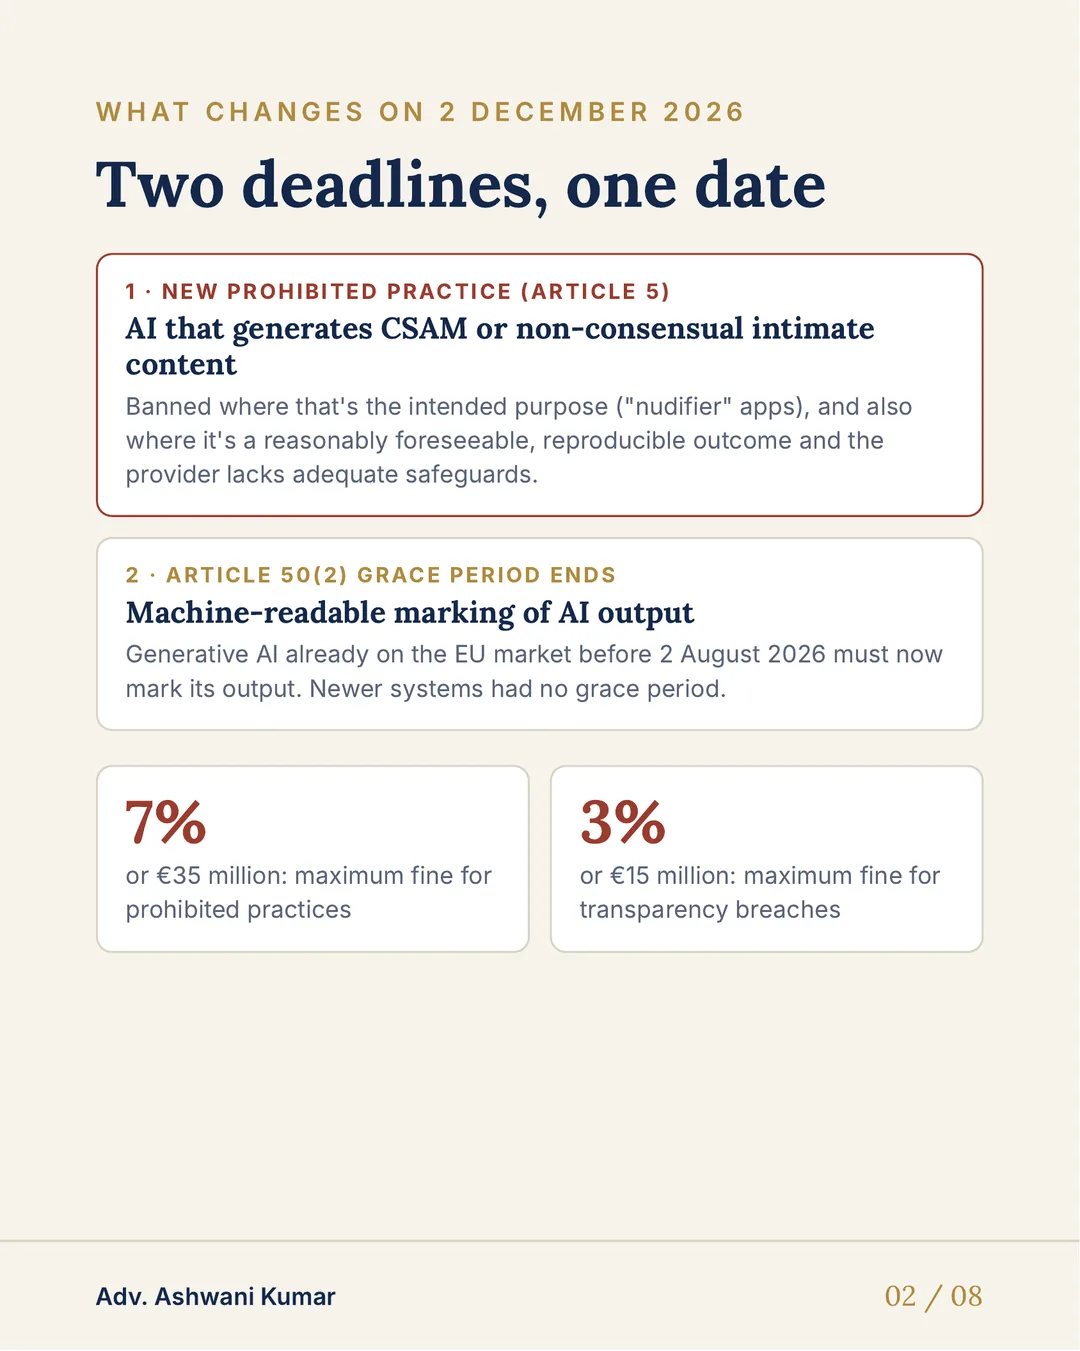 WHAT CHANGES ON 2 DECEMBER 2026
Two deadlines, one date
1 · NEW PROHIBITED PRACTICE (ARTICLE 5)
AI that generates CSAM or non-consensual intimate
content
Banned where that's the intended purpose ("nudifier" apps), and also
where it's a reasonably foreseeable, reproducible outcome and the
provider lacks adequate safeguards.
2 · ARTICLE 50(2) GRACE PERIOD ENDS
Machine-readable marking of AI output
Generative AI already on the EU market before 2 August 2026 must now
mark its output. Newer systems had no grace period.
7%
or €35 million: maximum fine for
prohibited practices
3%
or €15 million: maximum fine for
transparency breaches
Adv. Ashwani Kumar
02 / 08